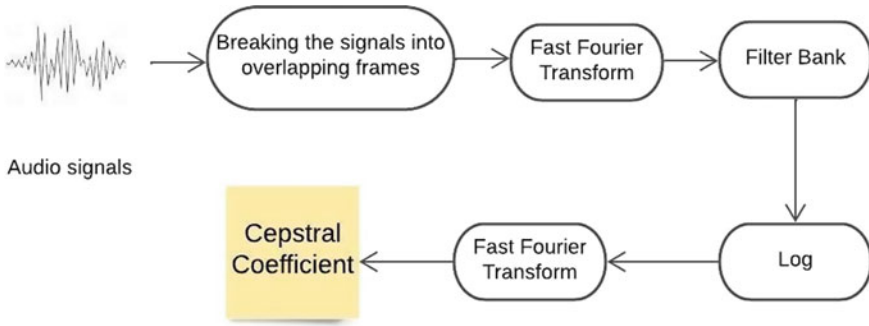 Audio signals
Breaking the signals into
overlapping frames
Fast Fourier
Transform
Filter Bank
Log
Fast Fourier
Transform
Cepstral
Coefficient